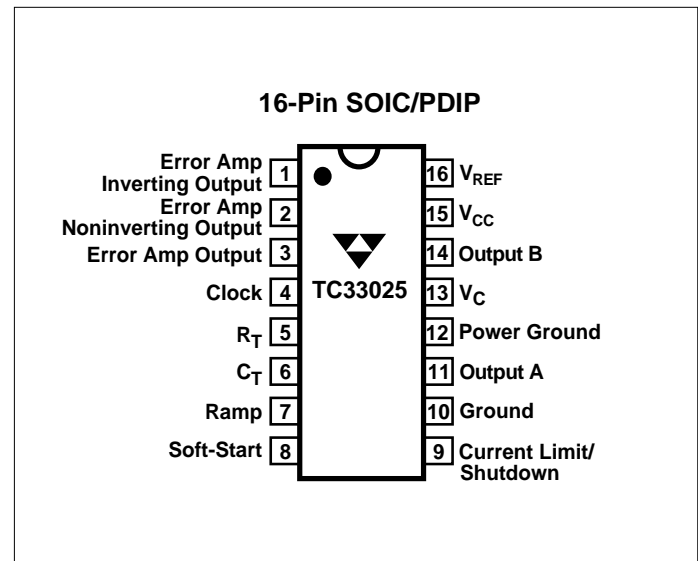 16-Pin SOIC/PDIP
Error Amp
Inverting Output
1
Error Amp
Noninverting Output
2
Error Amp Output
3
Clock
4
RT
5
CT
6
Ramp
7
Soft-Start
8
TC33025
16
VREF
15
VCC
14
Output B
13
VC
12
Power Ground
11
Output A
10
Ground
9
Current Limit/
Shutdown